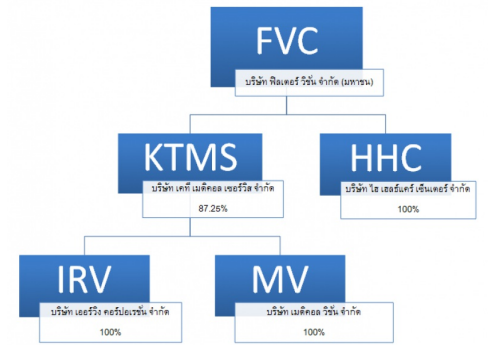 FVC
บริษัท ฟิลเตอร์ วิชั่น จำกัด (มหาชน)
KTMS
บริษัท เคที เมดิคอล เซอร์วิส จำกัด
87.25%
HHC
บริษัท ไฮ เฮลธ์แคร์ เซ็นเตอร์ จำกัด
100%
IRV
บริษัท เออร์วิง คอร์ปอเรชั่น จำกัด
100%
MV
บริษัท เมดิคอล วิชั่น จำกัด
100%